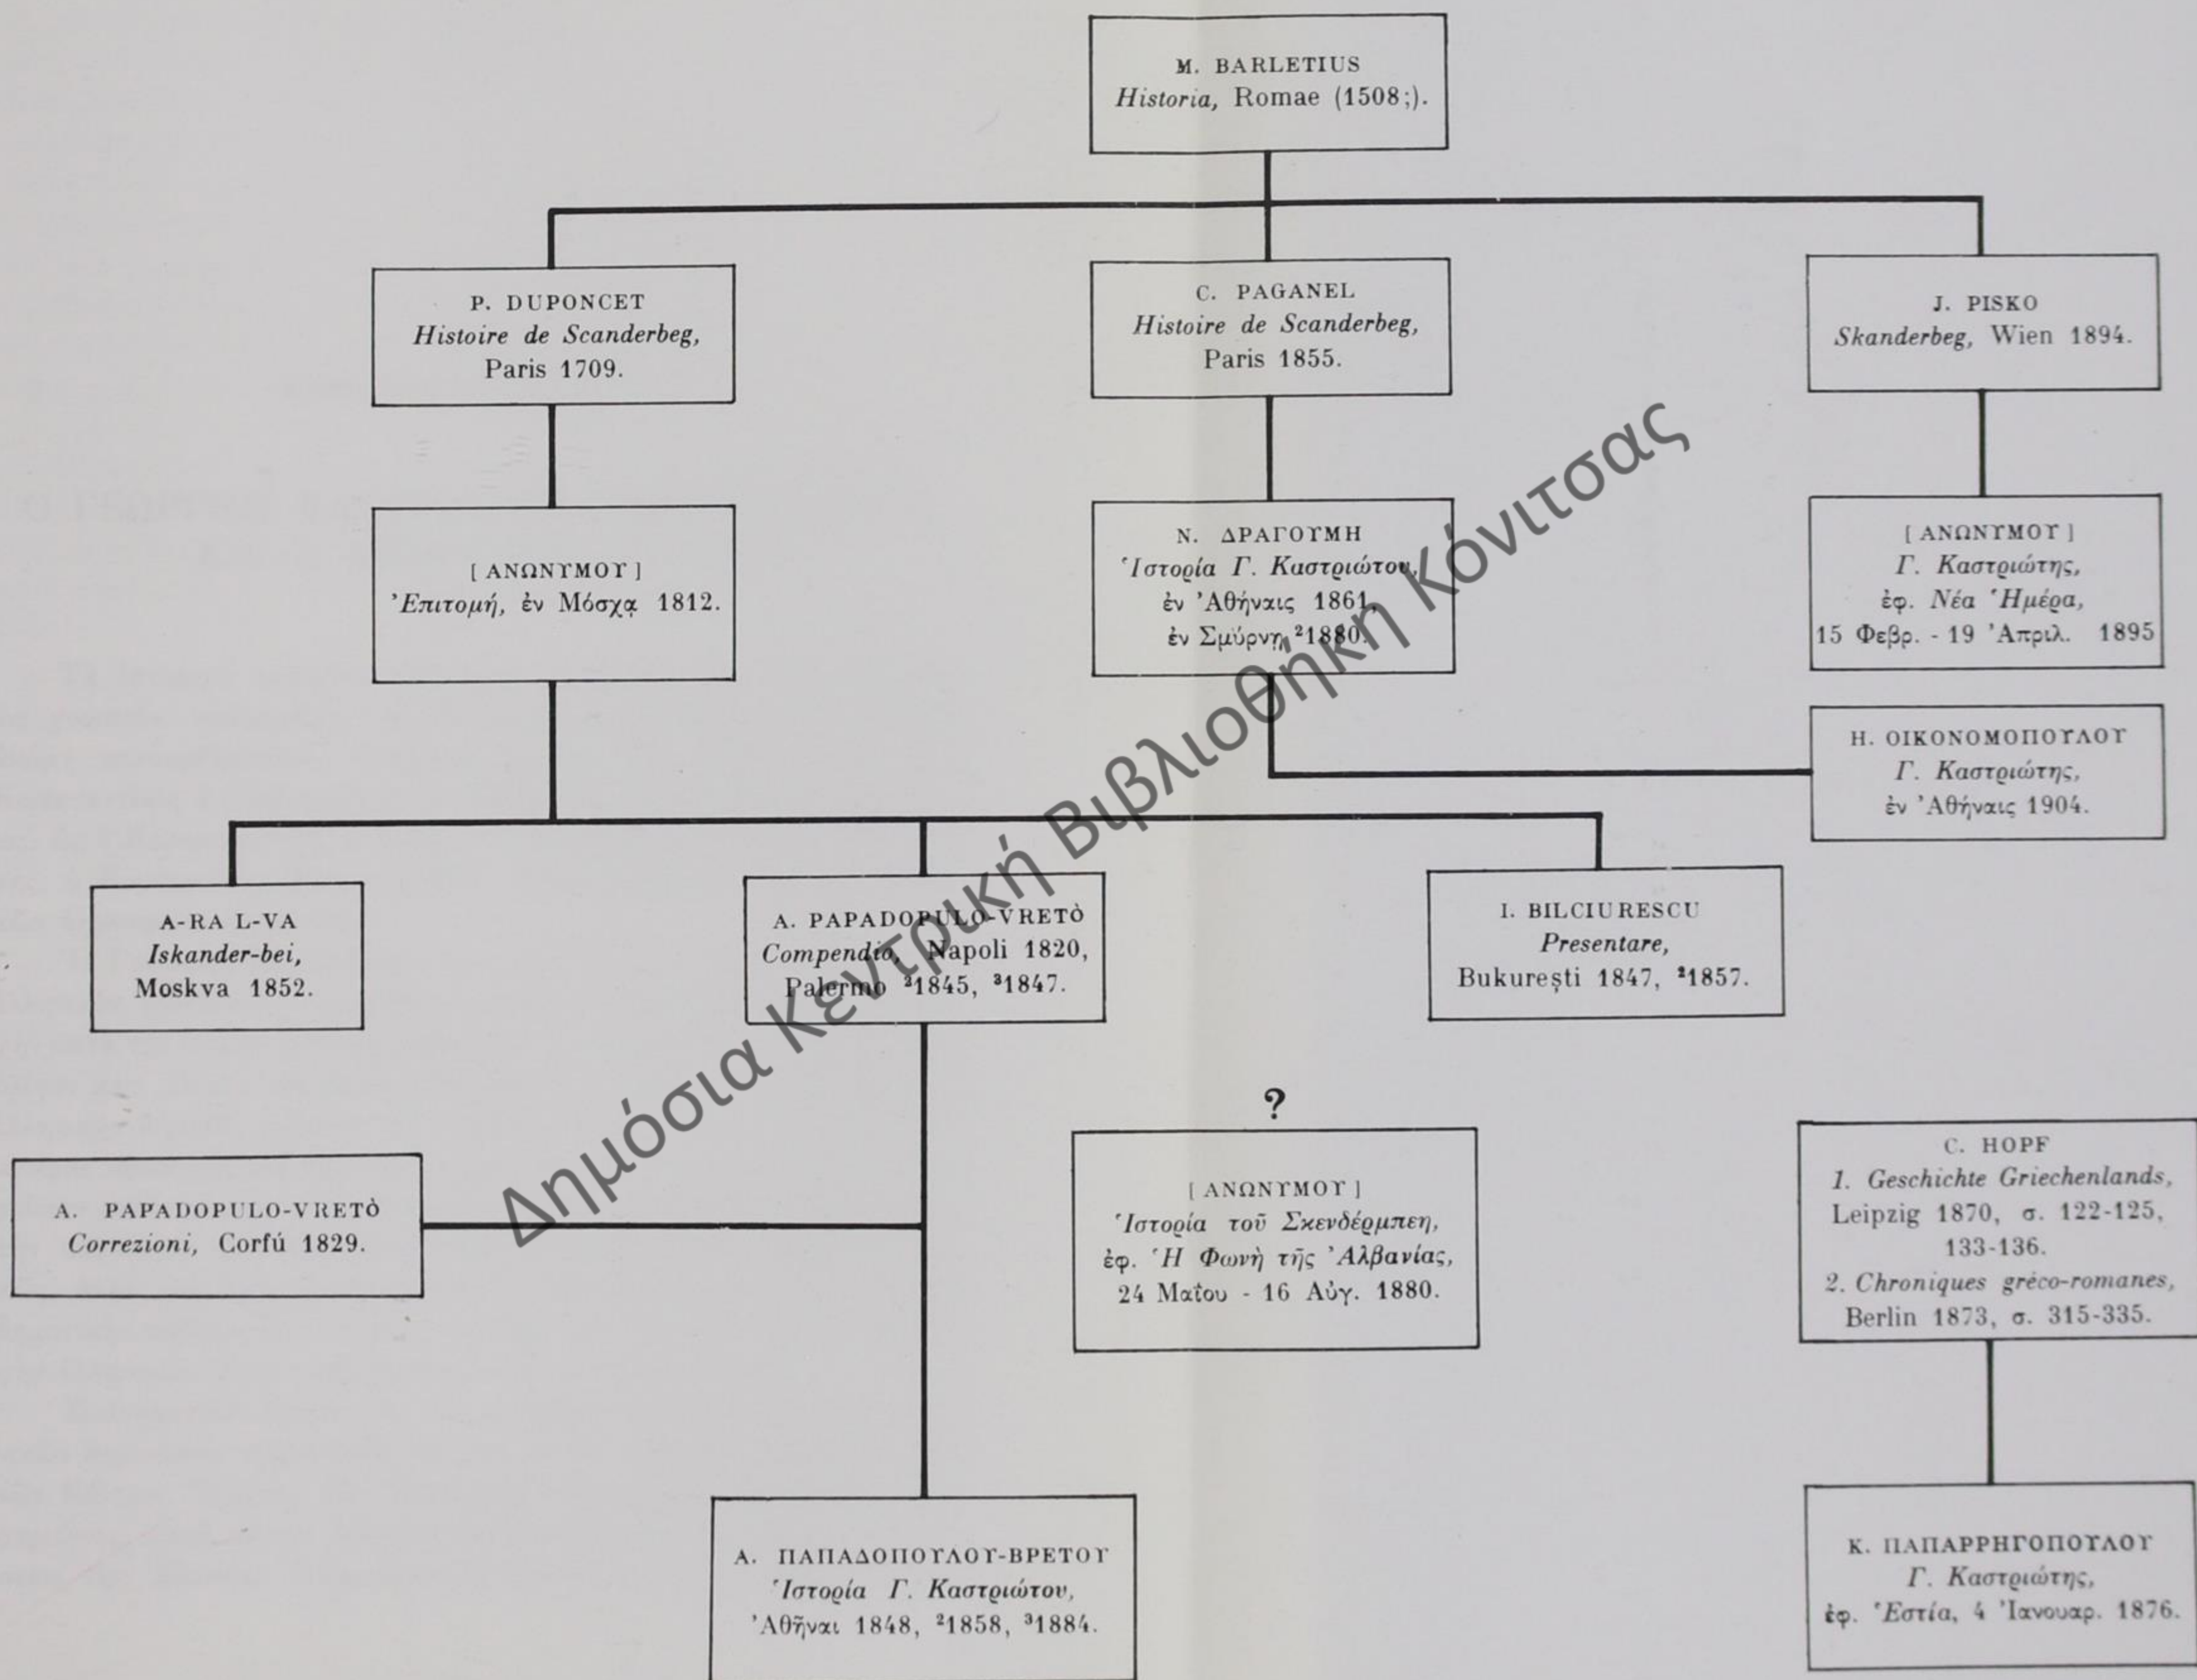 M. BARLETIUS
Historia, Romae (1508;).
P. DUPONCET
Histoire de Scanderbeg,
Paris 1709.
C. PAGANEL
Histoire de Scanderbeg,
Paris 1855.
J. PISKO
Skanderbeg, Wien 1894.
[ ΑΝΩΝΥΜΟΥ ]
Ἐπιτομή, ἐν Μόσχᾳ 1812.
Ν. ΔΡΑΓΟΥΜΗ
Ἱστορία Γ. Καστριώτου,
ἐν Ἀθήναις 1861,
ἐν Σμύρνῃ ²1880.
[ ΑΝΩΝΥΜΟΥ ]
Γ. Καστριώτης,
ἐφ. Νέα Ἡμέρα,
15 Φεβρ. - 19 Ἀπριλ. 1895
Η. ΟΙΚΟΝΟΜΟΠΟΥΛΟΥ
Γ. Καστριώτης,
ἐν Ἀθήναις 1904.
A-RA L-VA
Iskander-bei,
Moskva 1852.
A. PAPADOPULO-VRETÒ
Compendio, Napoli 1820,
Palermo ²1845, ³1847.
I. BILCIURESCU
Presentare,
Bukurești 1847, ²1857.
A. PAPADOPULO-VRETÒ
Correzioni, Corfú 1829.
?
[ ΑΝΩΝΥΜΟΥ ]
Ἱστορία τοῦ Σκενδέρμπεη,
ἐφ. Ἡ Φωνὴ τῆς Ἀλβανίας,
24 Μαΐου - 16 Αὐγ. 1880.
C. HOPF
1. Geschichte Griechenlands,
Leipzig 1870, σ. 122-125,
133-136.
2. Chroniques gréco-romanes,
Berlin 1873, σ. 315-335.
Α. ΠΑΠΑΔΟΠΟΥΛΟΥ-ΒΡΕΤΟΥ
Ἱστορία Γ. Καστριώτου,
Ἀθῆναι 1848, ²1858, ³1884.
Κ. ΠΑΠΑΡΡΗΓΟΠΟΥΛΟΥ
Γ. Καστριώτης,
ἐφ. Ἑστία, 4 Ἰανουαρ. 1876.
Δημόσια Κεντρική Βιβλιοθήκη Κόνιτσας